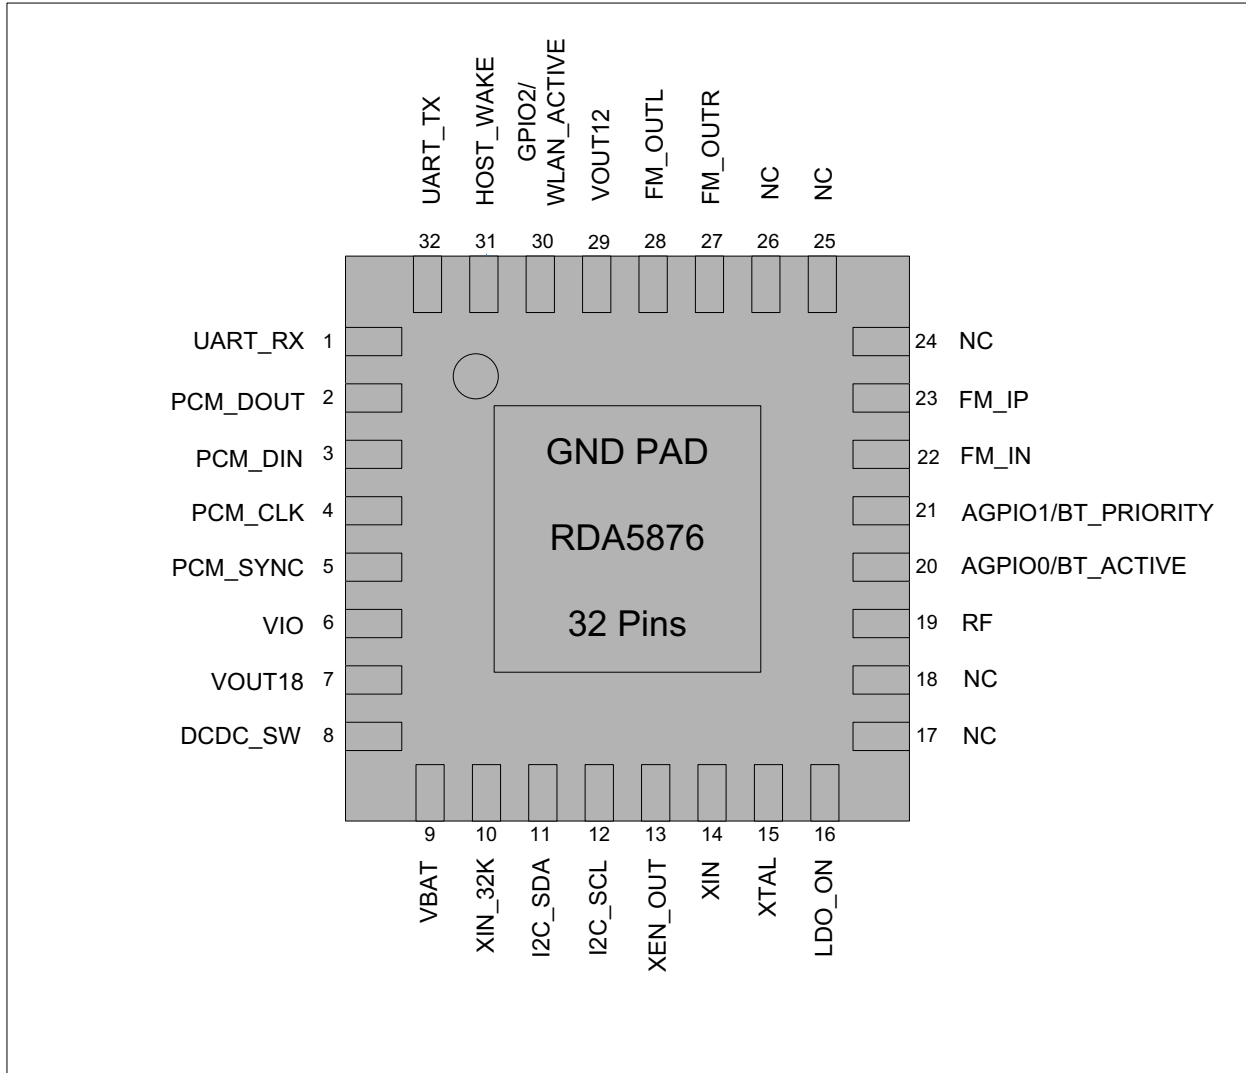 UART_TX
HOST_WAKE
GPIO2/
WLAN_ACTIVE
VOUT12
FM_OUTL
FM_OUTR
NC
NC
32
31
30
29
28
27
26
25
UART_RX 1
PCM_DOUT 2
PCM_DIN 3
PCM_CLK 4
PCM_SYNC 5
VIO 6
VOUT18 7
DCDC_SW 8
GND PAD
RDA5876
32 Pins
24 NC
23 FM_IP
22 FM_IN
21 AGPIO1/BT_PRIORITY
20 AGPIO0/BT_ACTIVE
19 RF
18 NC
17 NC
9
10
11
12
13
14
15
16
VBAT
XIN_32K
I2C_SDA
I2C_SCL
XEN_OUT
XIN
XTAL
LDO_ON